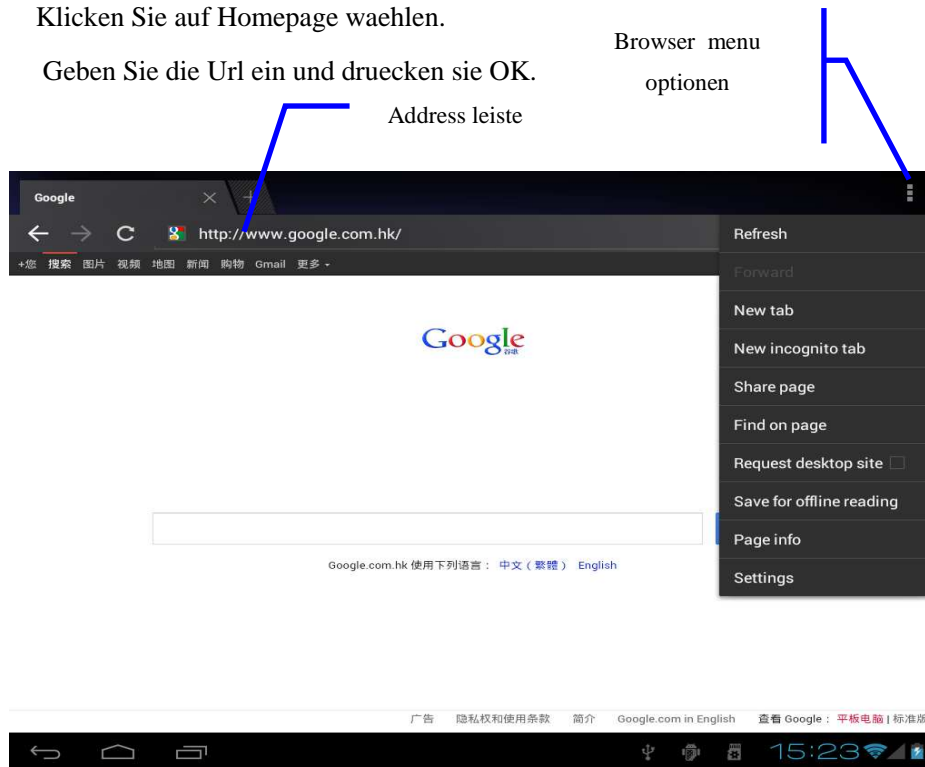 Klicken Sie auf Homepage waehlen.
Browser menu
optionen
Geben Sie die Url ein und druecken sie OK.
Address leiste
Google
http://www.google.com.hk/
Refresh
+您 搜索 图片 视频 地图 新闻 购物 Gmail 更多
Forward
New tab
Google
谷歌
New incognito tab
Share page
Find on page
Request desktop site
Save for offline reading
Page info
Google.com.hk 使用下列语言： 中文（繁體） English
Settings
广告 隐私权和使用条款 简介 Google.com in English 查看 Google： 平板电脑 | 标准版
15:23